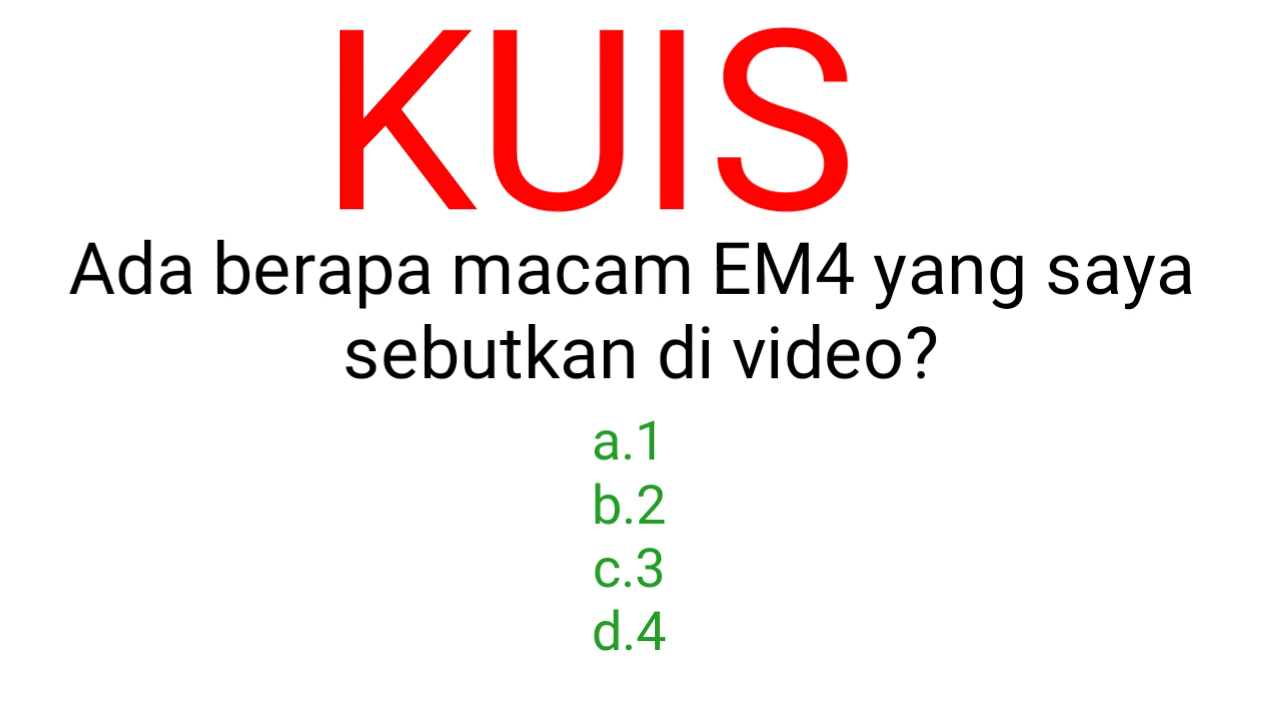 KUIS
Ada berapa macam EM4 yang saya
sebutkan di video?
a.1
b.2
c.3
d.4